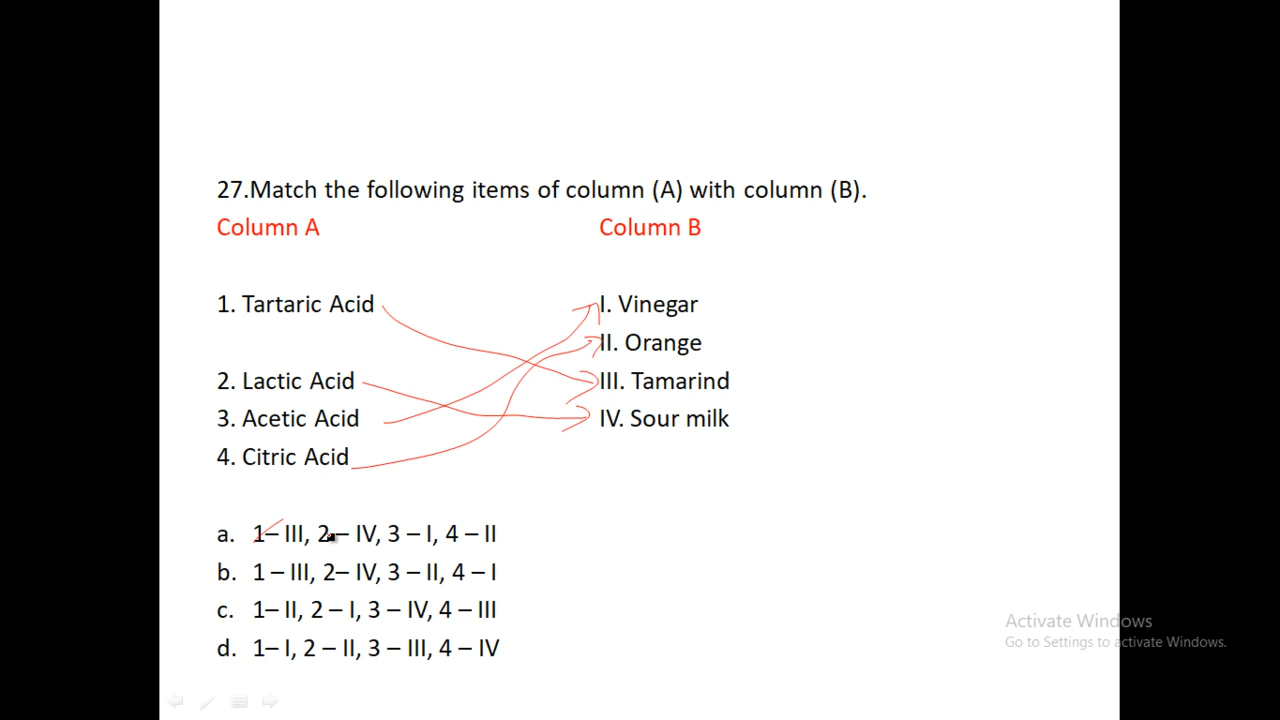 27.Match the following items of column (A) with column (B).
Column A Column B
1. Tartaric Acid I. Vinegar
II. Orange
2. Lactic Acid III. Tamarind
3. Acetic Acid IV. Sour milk
4. Citric Acid
a. 1– III, 2– IV, 3 – I, 4 – II
b. 1 – III, 2– IV, 3 – II, 4 – I
c. 1– II, 2 – I, 3 – IV, 4 – III
d. 1– I, 2 – II, 3 – III, 4 – IV
Activate Windows
Go to Settings to activate Windows.